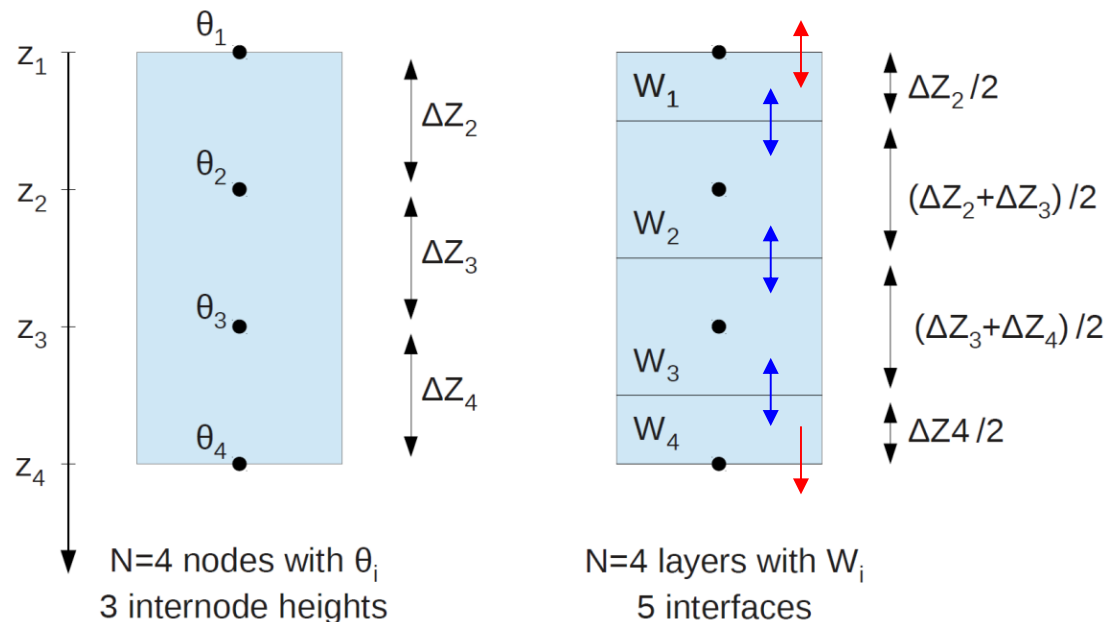 θ₁
Z₁
ΔZ₂
θ₂
Z₂
ΔZ₃
θ₃
Z₃
ΔZ₄
θ₄
Z₄
N=4 nodes with θᵢ
3 internode heights
W₁
ΔZ₂ /2
W₂
(ΔZ₂+ΔZ₃) /2
W₃
(ΔZ₃+ΔZ₄) /2
W₄
ΔZ4 /2
N=4 layers with Wᵢ
5 interfaces